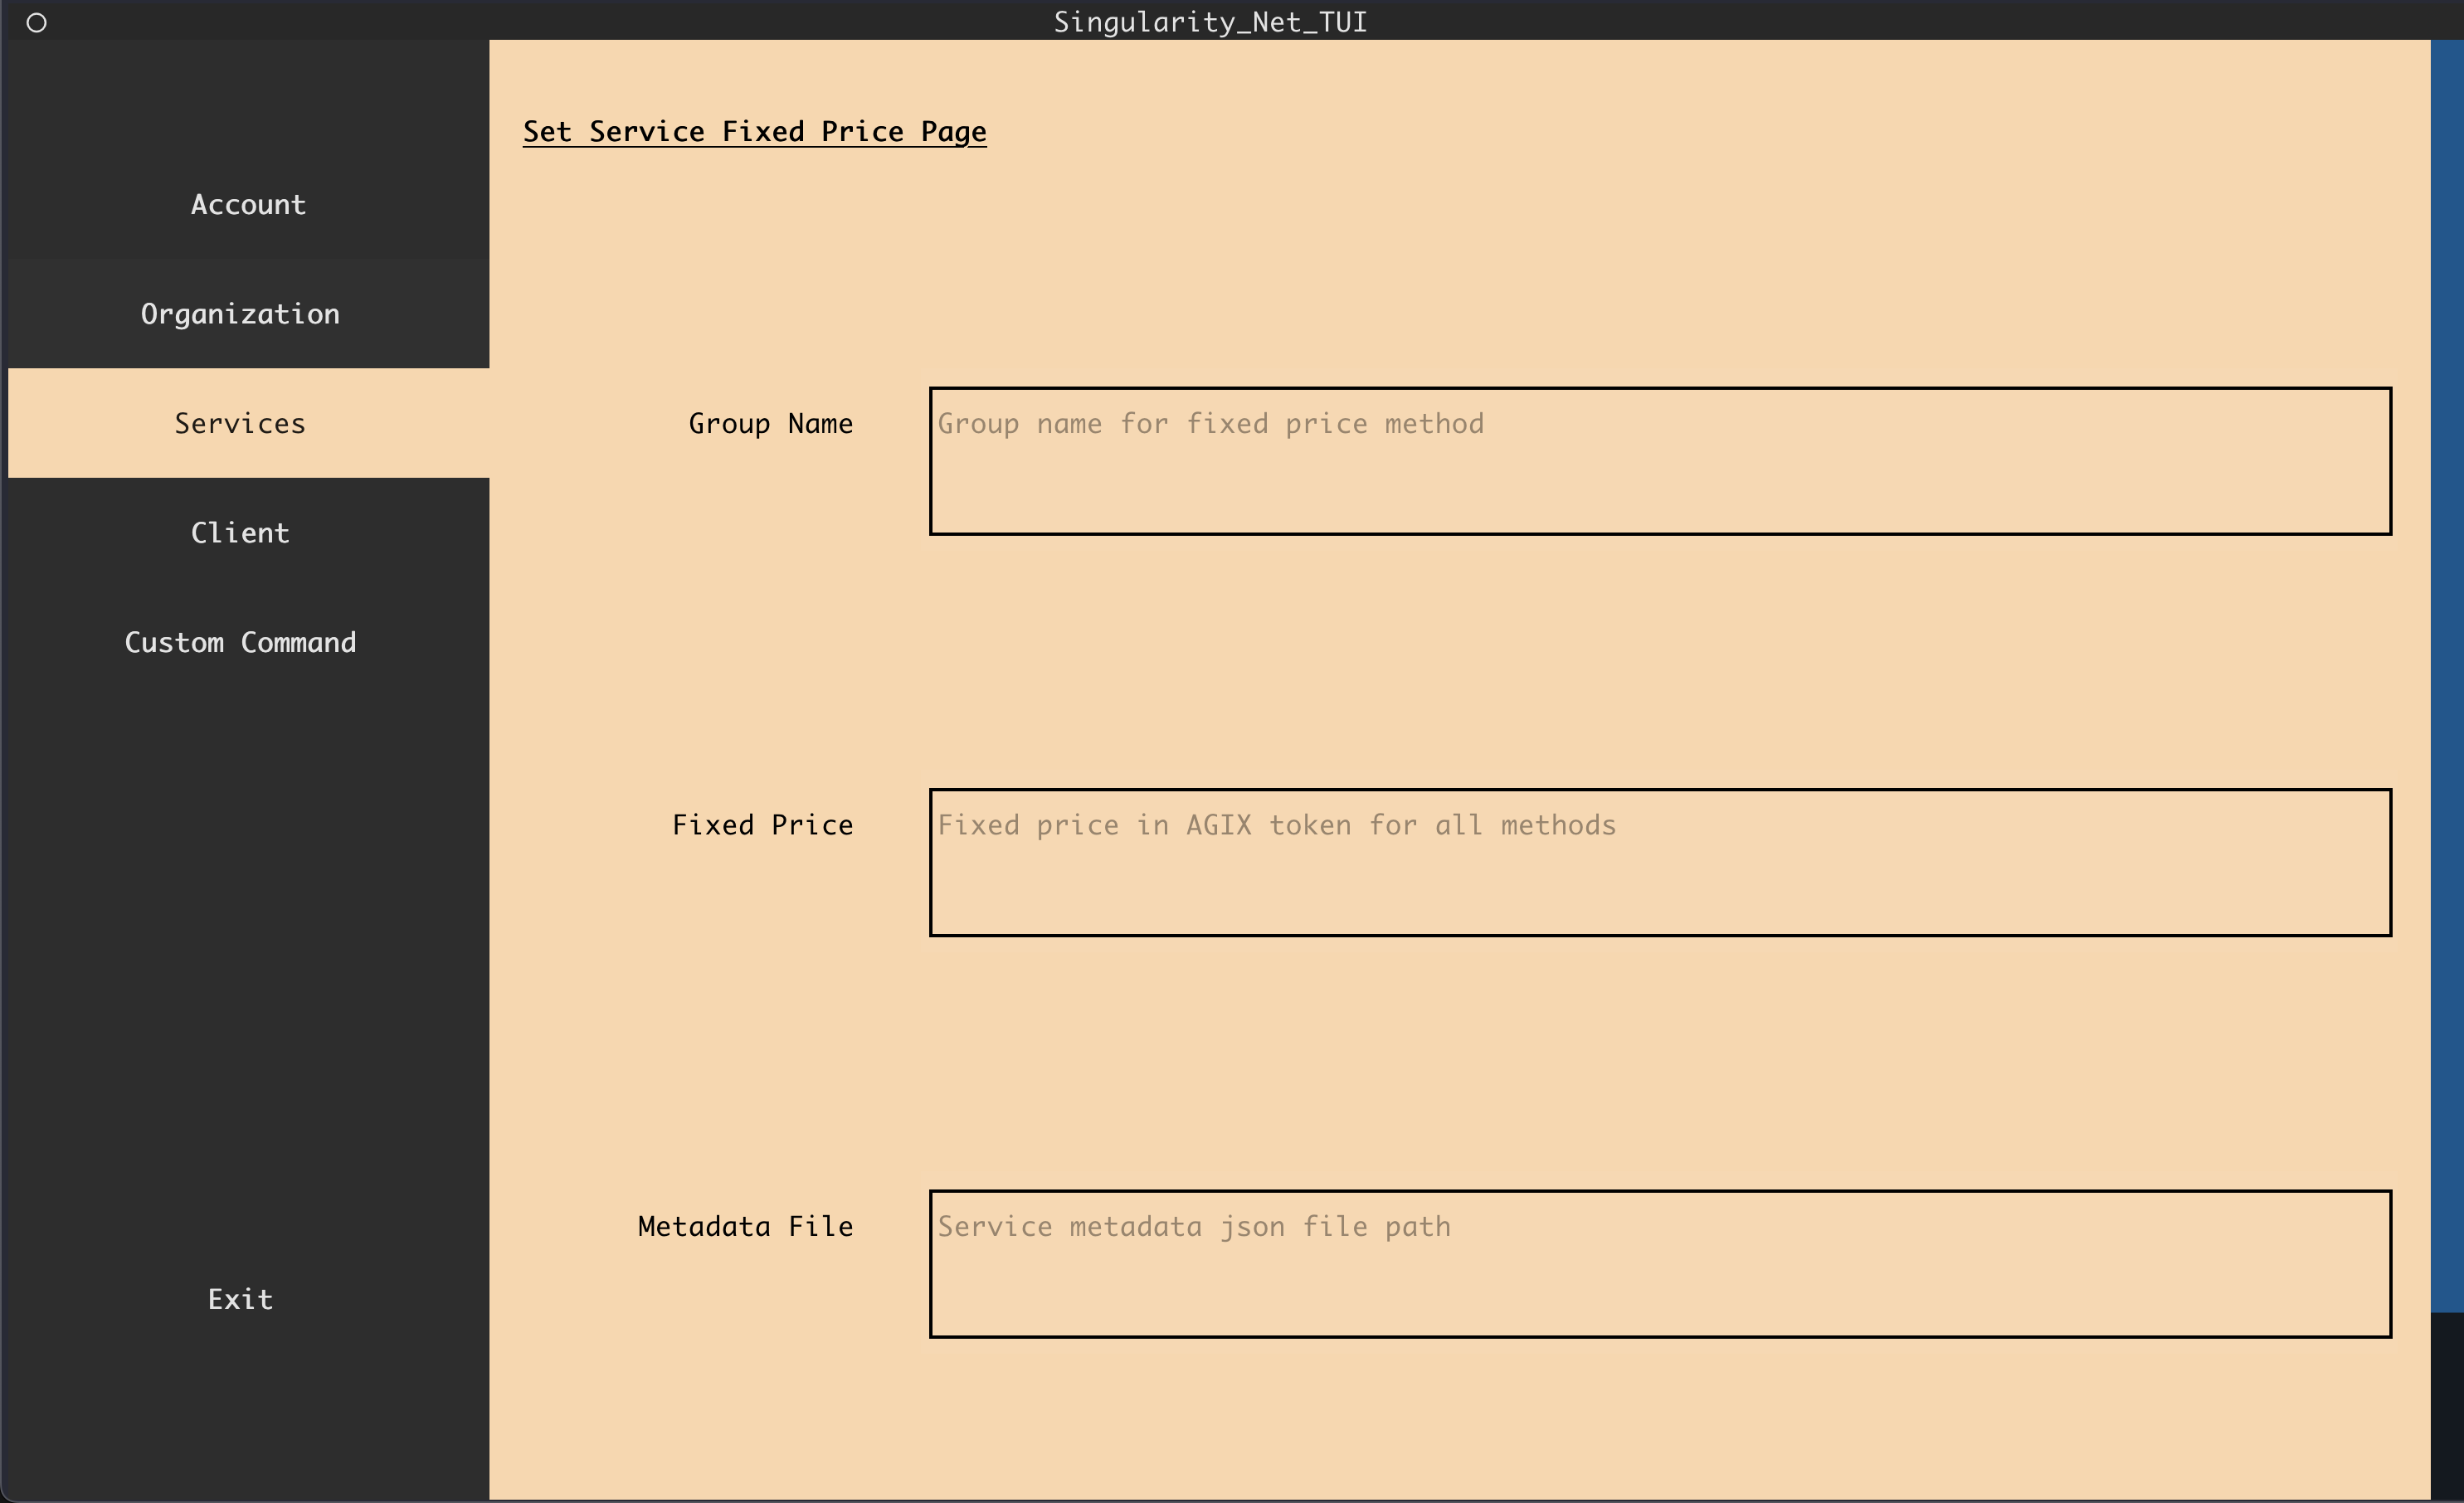 Singularity_Net_TUI
Set Service Fixed Price Page
Account
Organization
Services
Client
Custom Command
Exit
Group Name
Group name for fixed price method
Fixed Price
Fixed price in AGIX token for all methods
Metadata File
Service metadata json file path